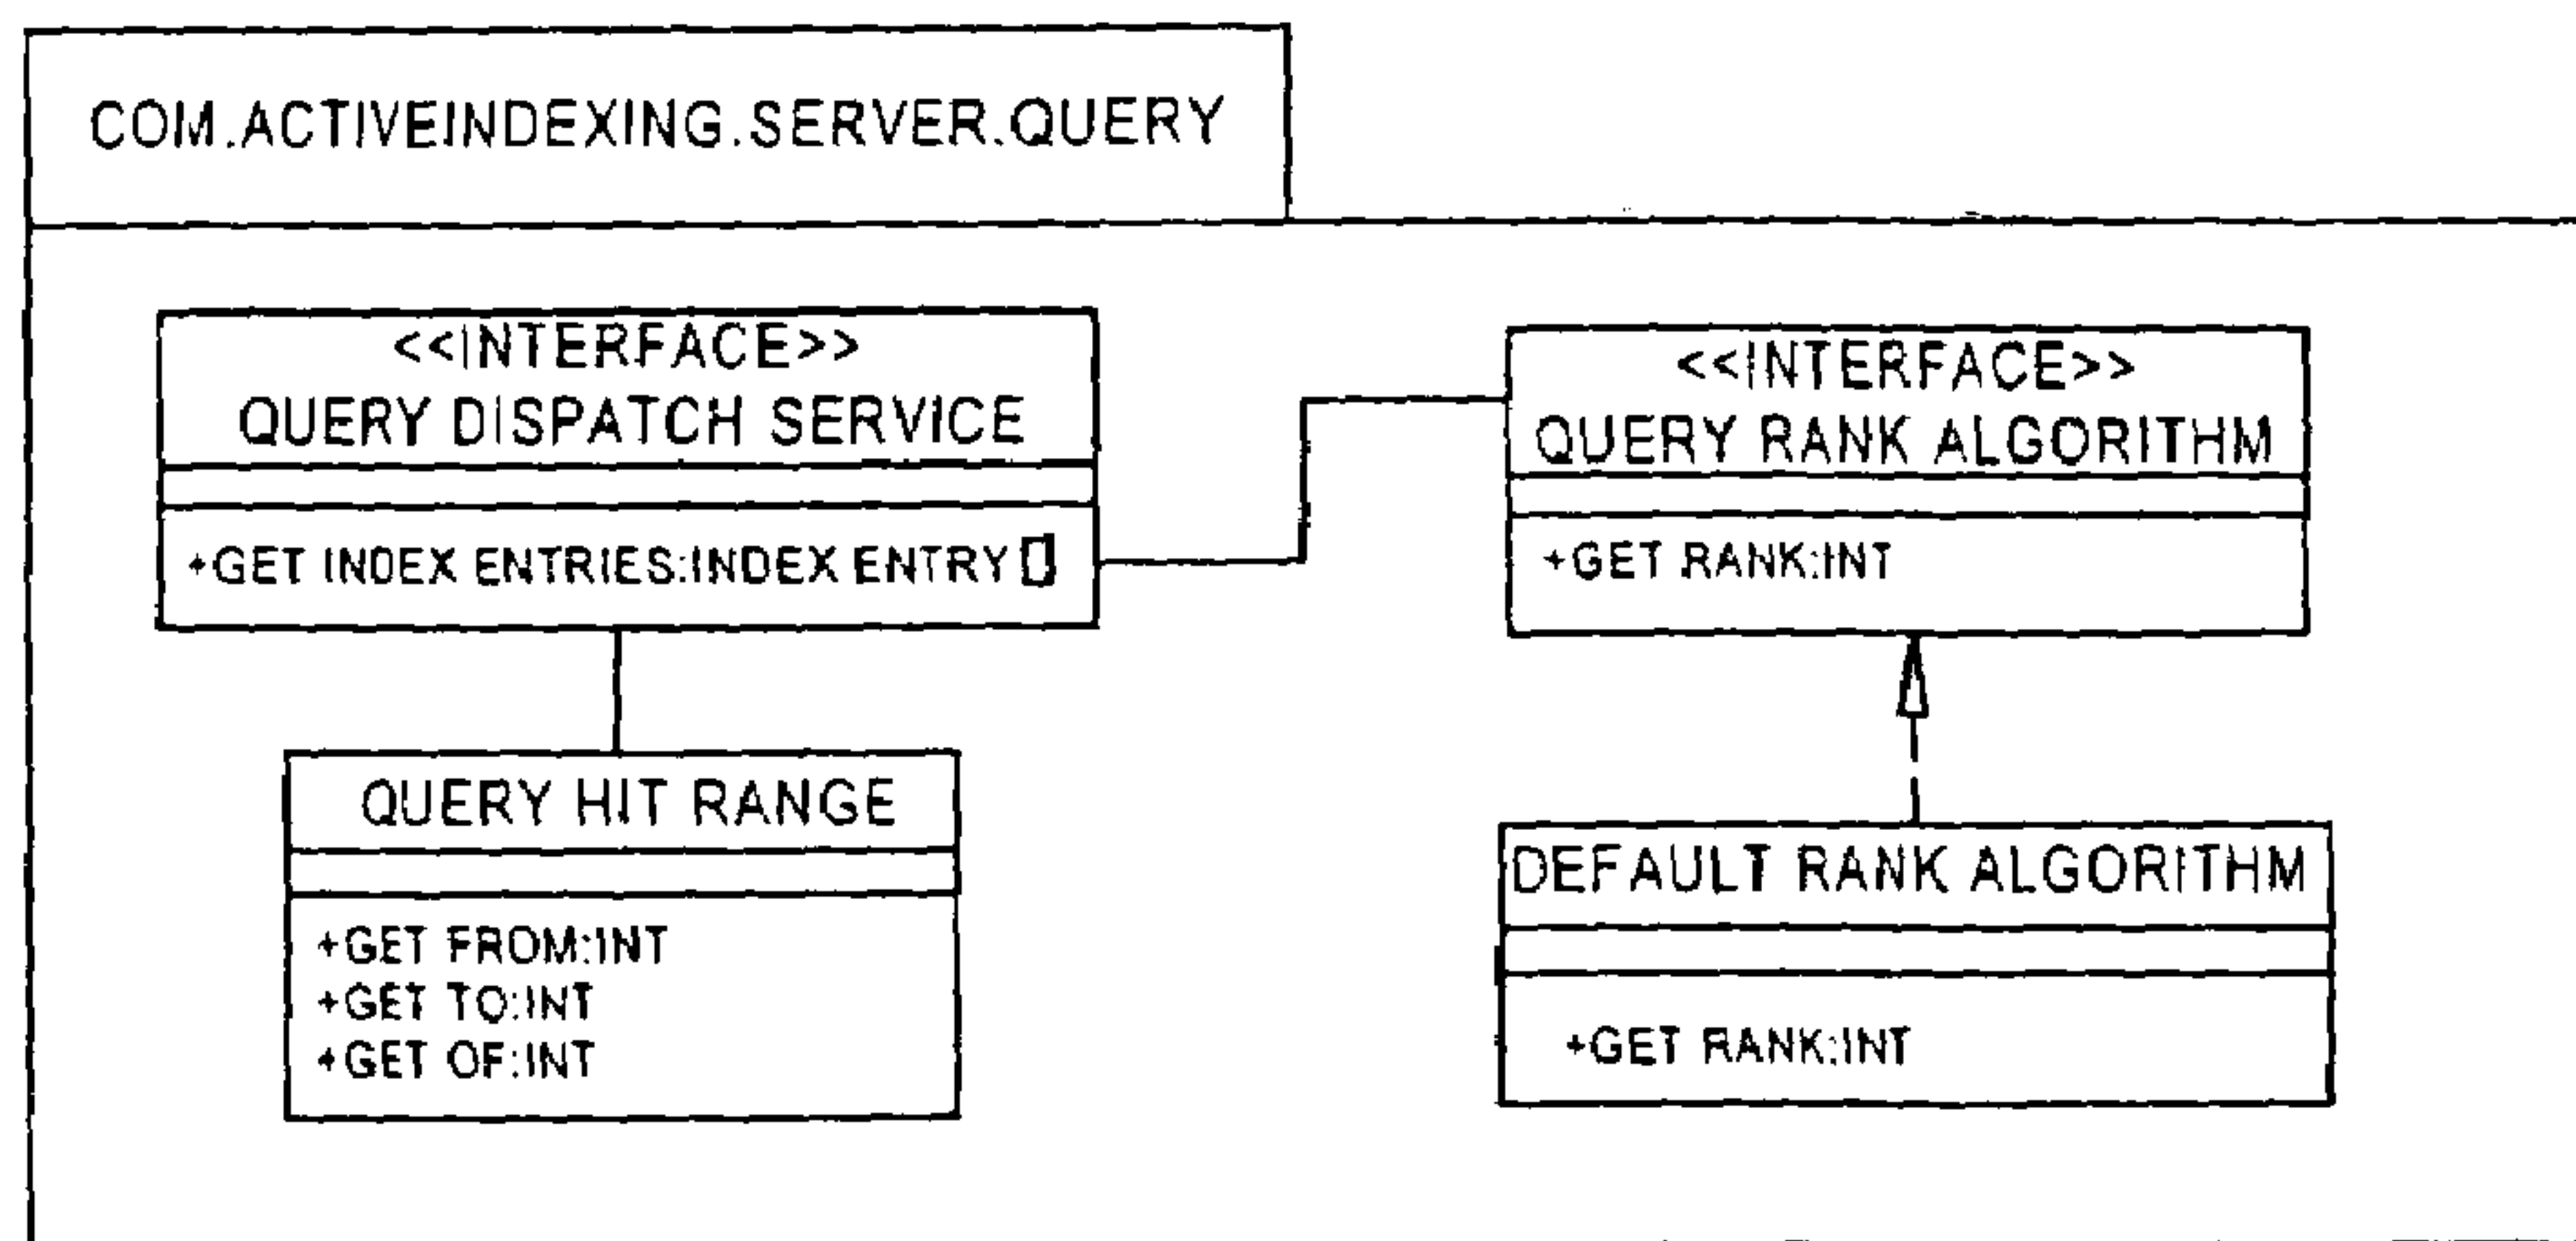 COM.ACTIVEINDEXING.SERVER.QUERY
<<INTERFACE>>
QUERY DISPATCH SERVICE
+GET INDEX ENTRIES:INDEX ENTRY []
<<INTERFACE>>
QUERY RANK ALGORITHM
+GET RANK:INT
QUERY HIT RANGE
+GET FROM:INT
+GET TO:INT
+GET OF:INT
DEFAULT RANK ALGORITHM
+GET RANK:INT